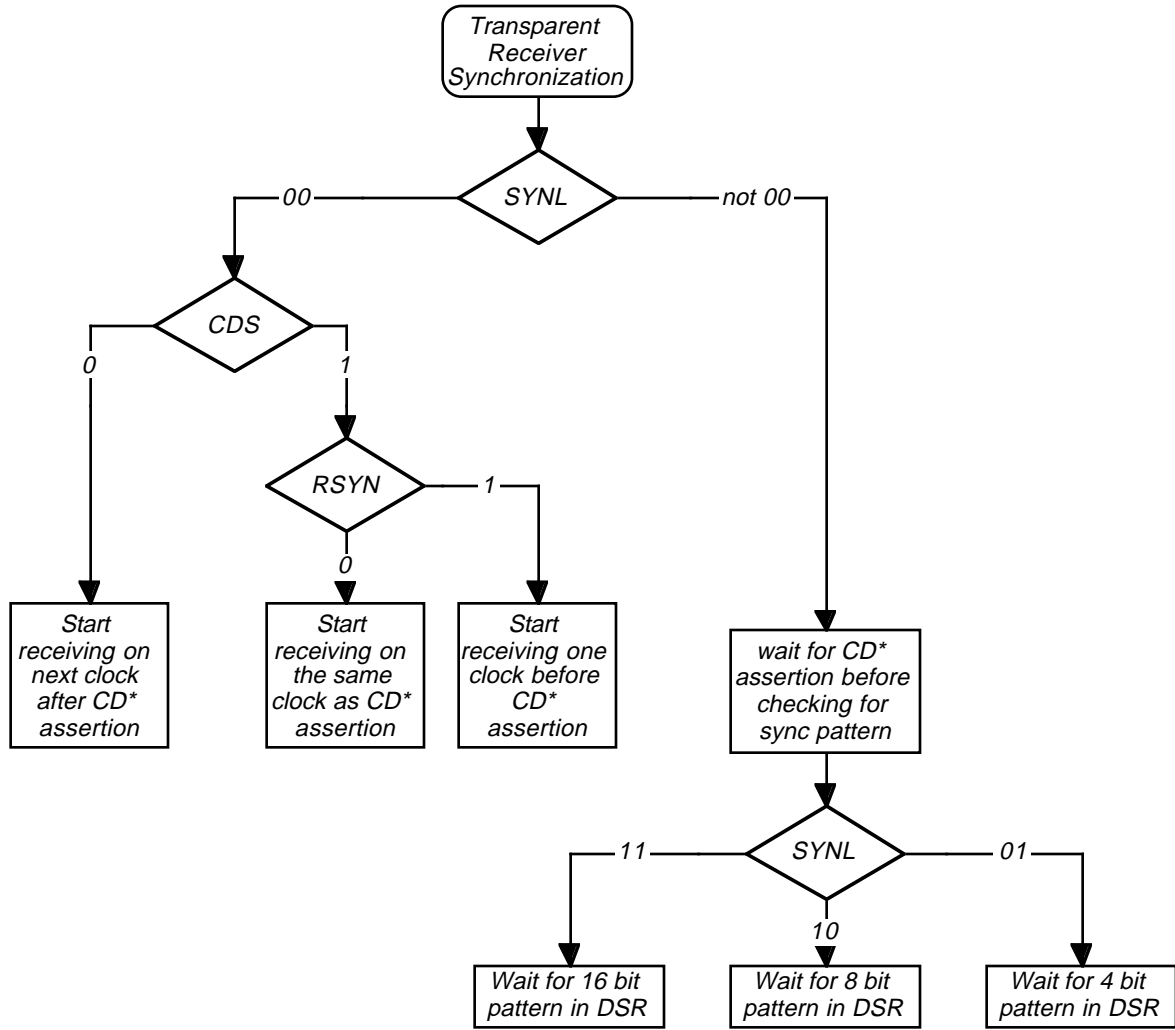 Transparent
Receiver
Synchronization
SYNL
00
not 00
CDS
0
1
RSYN
1
0
Start
receiving on
next clock
after CD*
assertion
Start
receiving on
the same
clock as CD*
assertion
Start
receiving one
clock before
CD*
assertion
wait for CD*
assertion before
checking for
sync pattern
SYNL
11
01
10
Wait for 16 bit
pattern in DSR
Wait for 8 bit
pattern in DSR
Wait for 4 bit
pattern in DSR